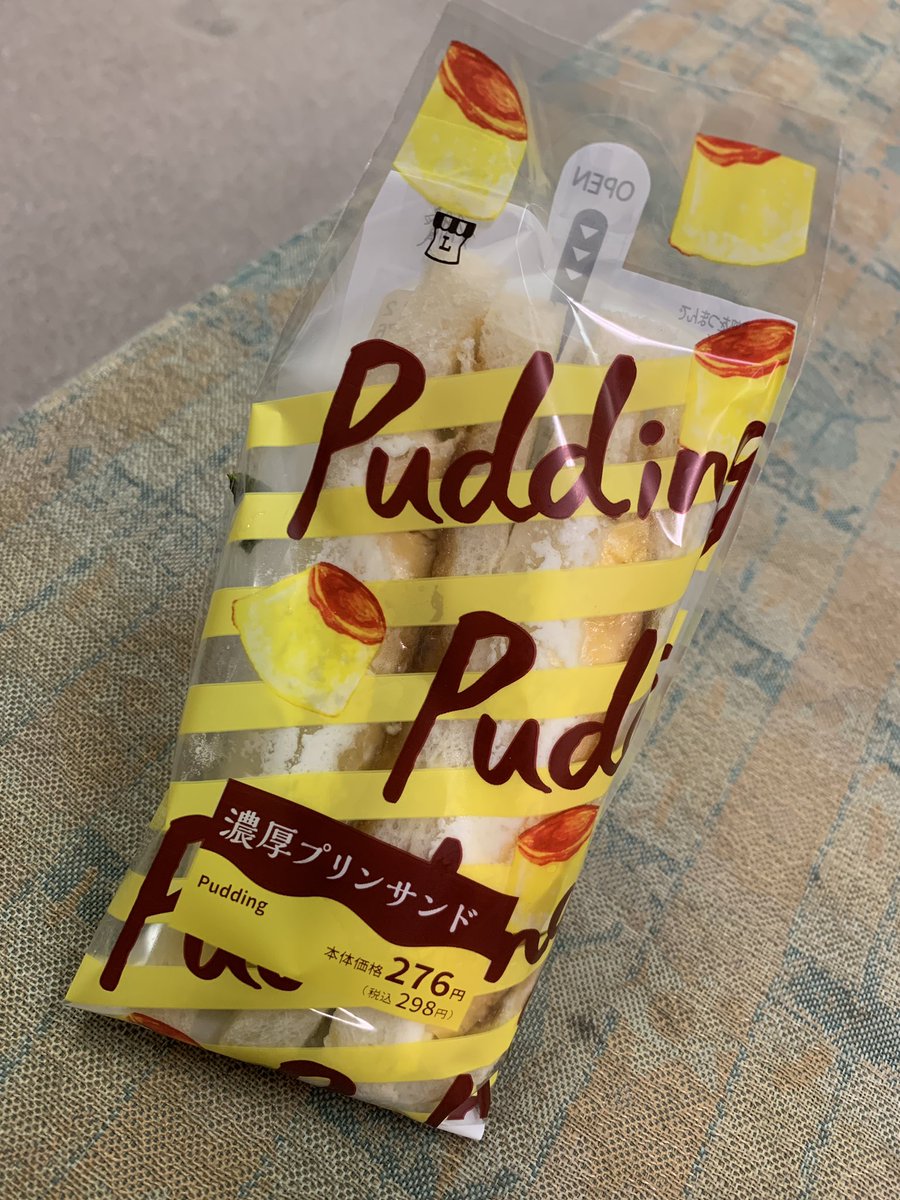 OPEN
L
Pudding
Pudi
濃厚プリンサンド
Pudding
本体価格 276円
(税込 298円)